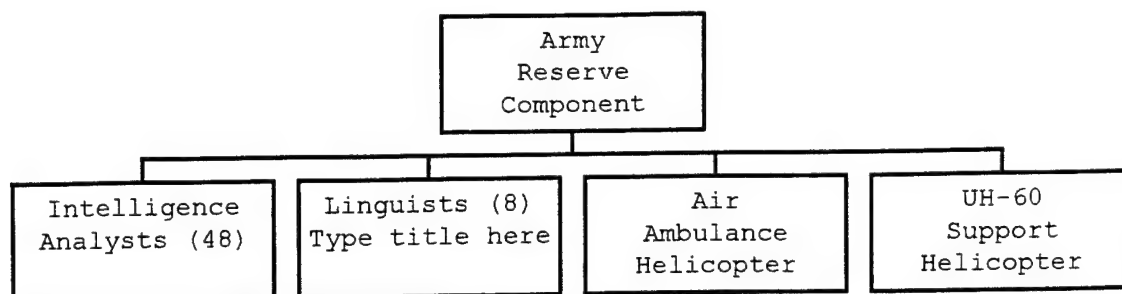 Army
Reserve
Component
Intelligence
Analysts (48)
Linguists (8)
Type title here
Air
Ambulance
Helicopter
UH-60
Support
Helicopter